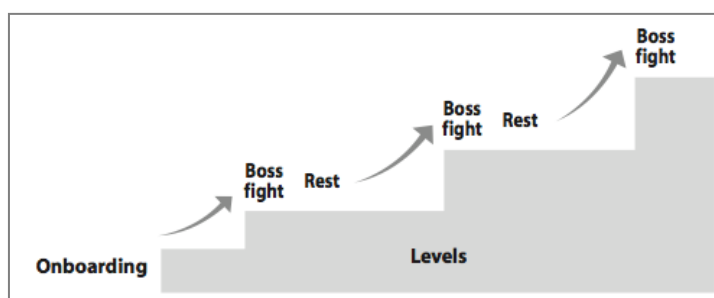 Boss
fight
Boss
fight Rest
Boss
fight Rest
Onboarding
Levels